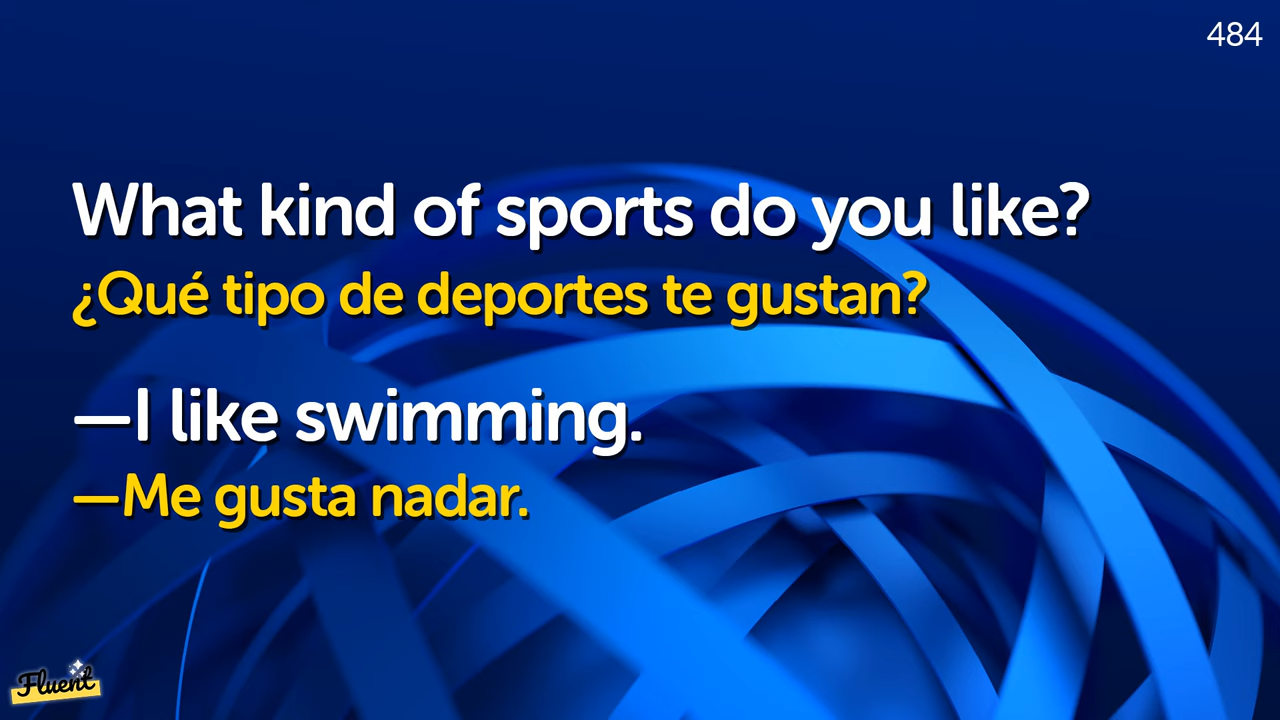 484
What kind of sports do you like?
¿Qué tipo de deportes te gustan?
—I like swimming.
—Me gusta nadar.
Fluent